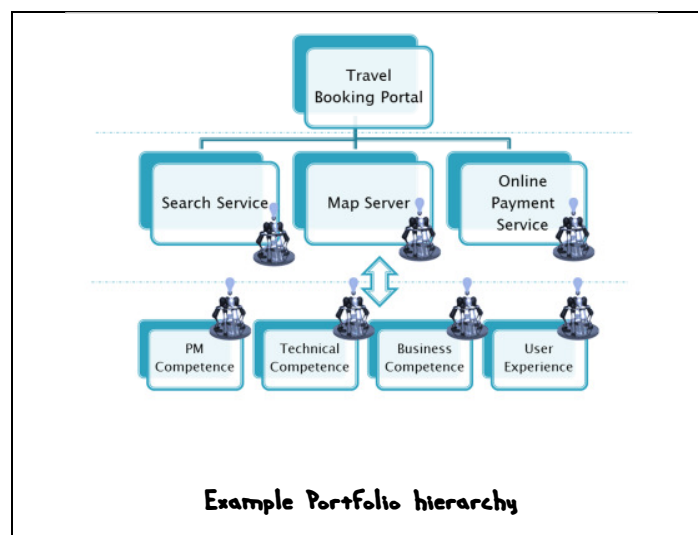 Travel
Booking Portal
Search Service
Map Server
Online
Payment
Service
PM
Competence
Technical
Competence
Business
Competence
User
Experience
Example Portfolio hierarchy